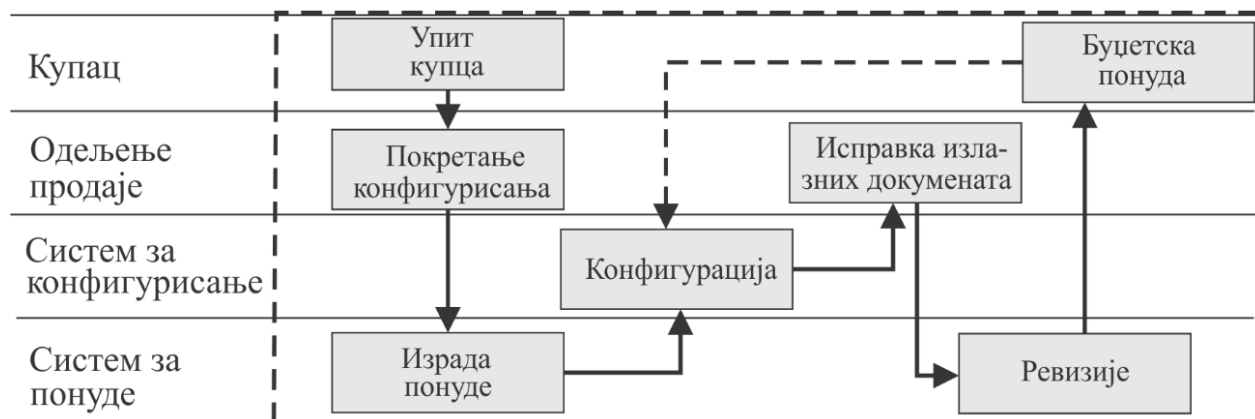 Купац
Упит
купца
Буџетска
понуда
Одељење
продаје
Покретање
конфигурисања
Исправка изла-
зних докумената
Систем за
конфигурисање
Конфигурација
Систем за
понуде
Израда
понуде
Ревизије